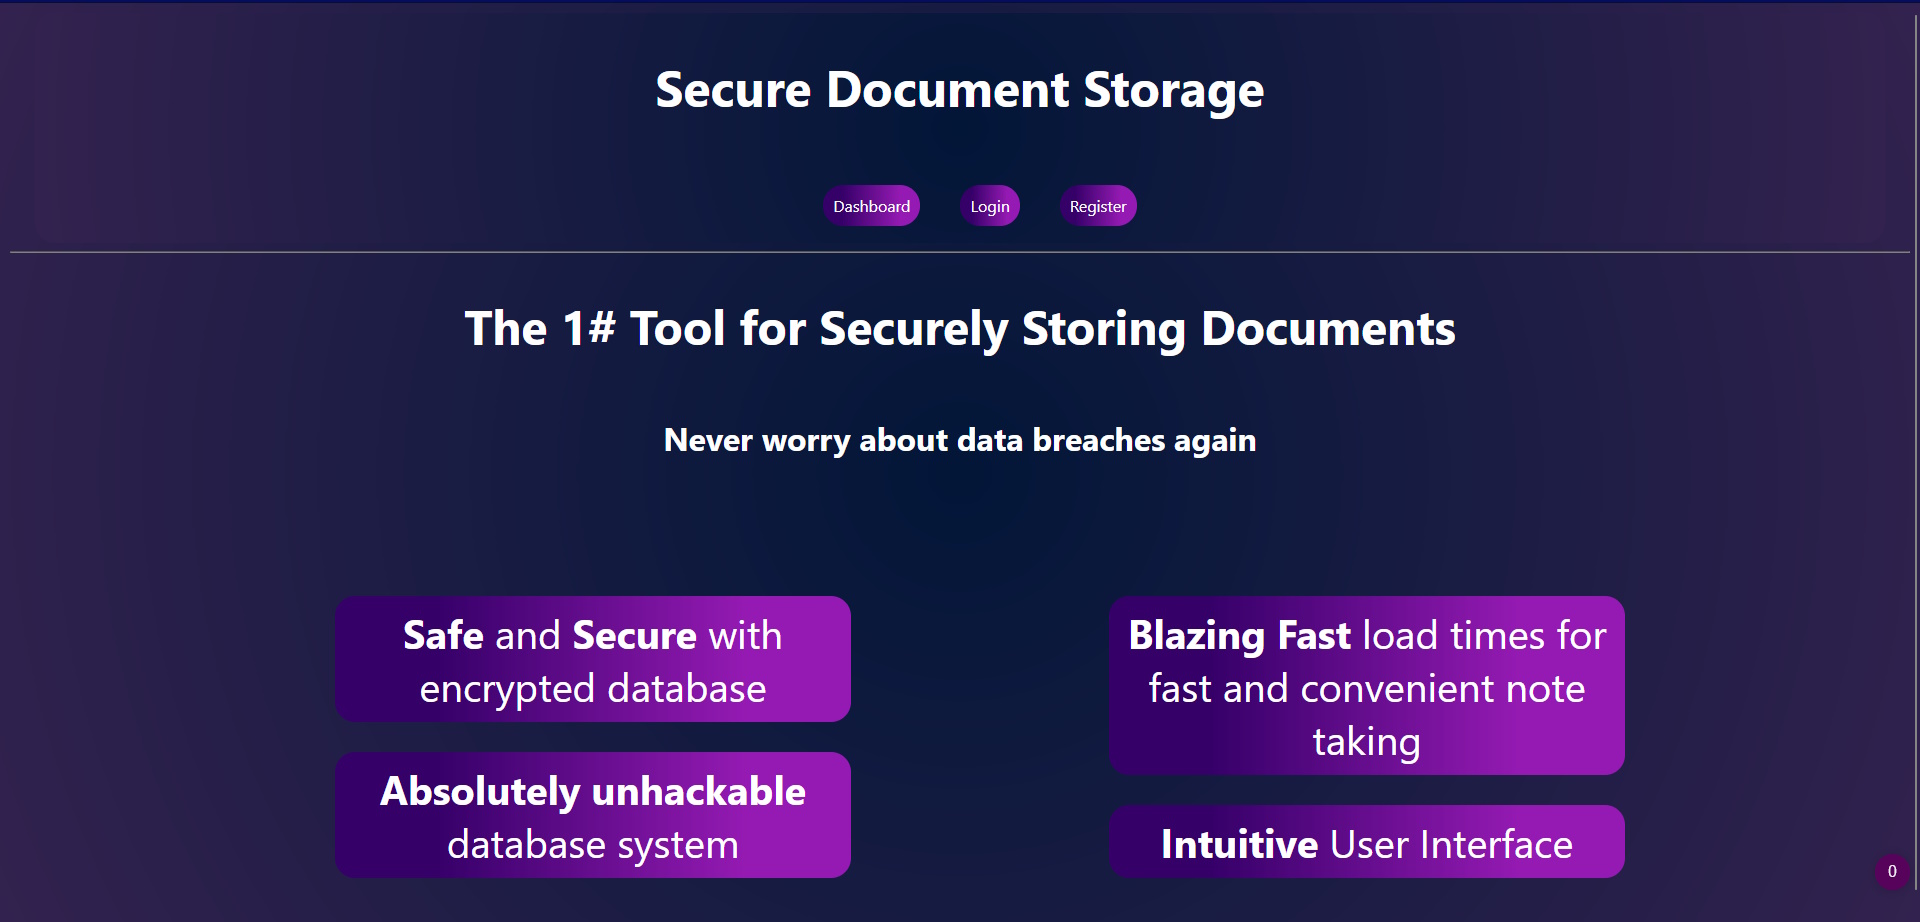 Secure Document Storage
Dashboard
Login
Register
The 1# Tool for Securely Storing Documents
Never worry about data breaches again
Safe and Secure with
encrypted database
Absolutely unhackable
database system
Blazing Fast load times for
fast and convenient note
taking
Intuitive User Interface
0